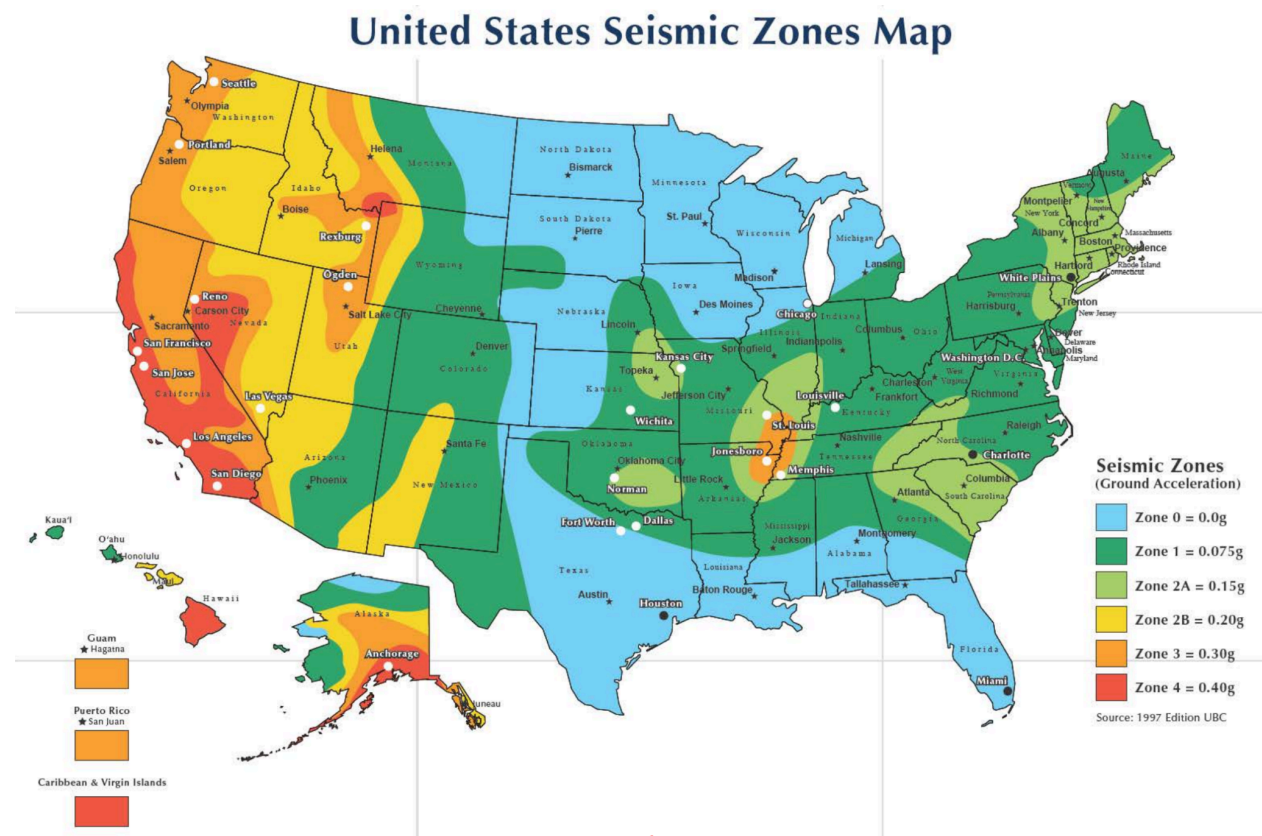 United States Seismic Zones Map
Seattle
Olympia
Washington
Portland
Salem
Oregon
Idaho
Boise
Rexburg
Helena
Montana
North Dakota
Bismarck
South Dakota
Pierre
Minnesota
St. Paul
Wisconsin
Madison
Michigan
Lansing
Maine
Augusta
Vermont
Montpelier
New Hampshire
Concord
New York
Albany
Massachusetts
Boston
Providence
Rhode Island
Hartford
Connecticut
White Plains
Ogden
Salt Lake City
Utah
Wyoming
Cheyenne
Reno
Carson City
Nevada
Sacramento
San Francisco
San Jose
California
Las Vegas
Los Angeles
San Diego
Arizona
Phoenix
Denver
Colorado
Santa Fe
New Mexico
Nebraska
Lincoln
Iowa
Des Moines
Chicago
Illinois
Springfield
Indiana
Indianapolis
Columbus
Ohio
Pennsylvania
Harrisburg
Trenton
New Jersey
Dover
Delaware
Annapolis
Maryland
Washington D.C.
Kansas City
Topeka
Kansas
Wichita
Jefferson City
Missouri
St. Louis
Louisville
Frankfort
Kentucky
Charleston
West Virginia
Virginia
Richmond
Oklahoma
Oklahoma City
Norman
Jonesboro
Little Rock
Arkansas
Memphis
Nashville
Tennessee
Raleigh
North Carolina
Charlotte
Columbia
South Carolina
Atlanta
Georgia
Fort Worth
Dallas
Texas
Austin
Houston
Louisiana
Baton Rouge
Mississippi
Jackson
Montgomery
Alabama
Tallahassee
Florida
Miami
Kaua'i
O'ahu
Honolulu
Maui
Hawaii
Alaska
Anchorage
Juneau
Guam
Hagatna
Puerto Rico
San Juan
Caribbean & Virgin Islands
Seismic Zones
(Ground Acceleration)
Zone 0 = 0.0g
Zone 1 = 0.075g
Zone 2A = 0.15g
Zone 2B = 0.20g
Zone 3 = 0.30g
Zone 4 = 0.40g
Source: 1997 Edition UBC